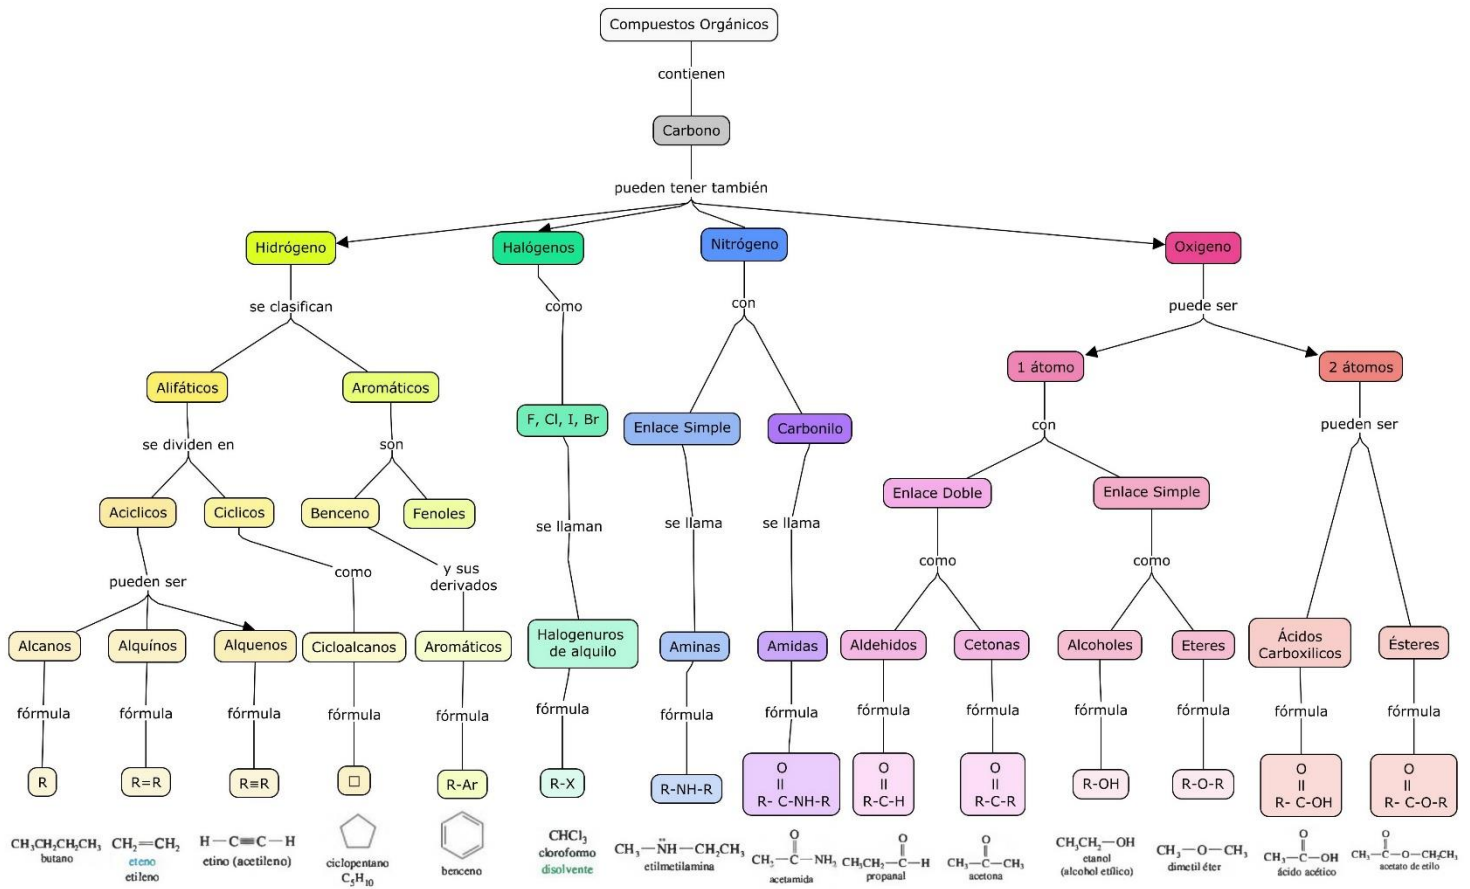 Compuestos Orgánicos
contienen
Carbono
pueden tener también
Hidrógeno
Halógenos
Nitrógeno
Oxigeno
se clasifican
como
con
puede ser
Alifáticos
Aromáticos
1 átomo
2 átomos
F, Cl, I, Br
Enlace Simple
Carbonilo
se dividen en
son
con
pueden ser
Aciclicos
Ciclicos
Benceno
Fenoles
Enlace Doble
Enlace Simple
se llaman
se llama
se llama
pueden ser
como
y sus
derivados
como
como
Alcanos
Alquínos
Alquenos
Cicloalcanos
Aromáticos
Halogenuros
de alquilo
Aminas
Amidas
Aldehidos
Cetonas
Alcoholes
Eteres
Ácidos
Carboxilicos
Ésteres
fórmula
fórmula
fórmula
fórmula
fórmula
fórmula
fórmula
fórmula
fórmula
fórmula
fórmula
fórmula
fórmula
fórmula
R
R=R
R≡R
□
R-Ar
R-X
R-NH-R
O
||
R- C-NH-R
O
||
R-C-H
O
||
R-C-R
R-OH
R-O-R
O
||
R- C-OH
O
||
R- C-O-R
CH₃CH₂CH₂CH₃
butano
CH₂=CH₂
eteno
etileno
H—C≡C—H
etino (acetileno)
ciclopentano
C₅H₁₀
benceno
CHCl₃
cloroformo
disolvente
CH₃—N̈H—CH₂CH₃
etilmetilamina
O
||
CH₃—C—NH₂
acetamida
O
||
CH₃CH₂—C—H
propanal
O
||
CH₃—C—CH₃
acetona
CH₃CH₂—OH
etanol
(alcohol etílico)
CH₃—O—CH₃
dimetil éter
O
||
CH₃—C—OH
ácido acético
O
||
CH₃—C—O—CH₂CH₃
acetato de etilo